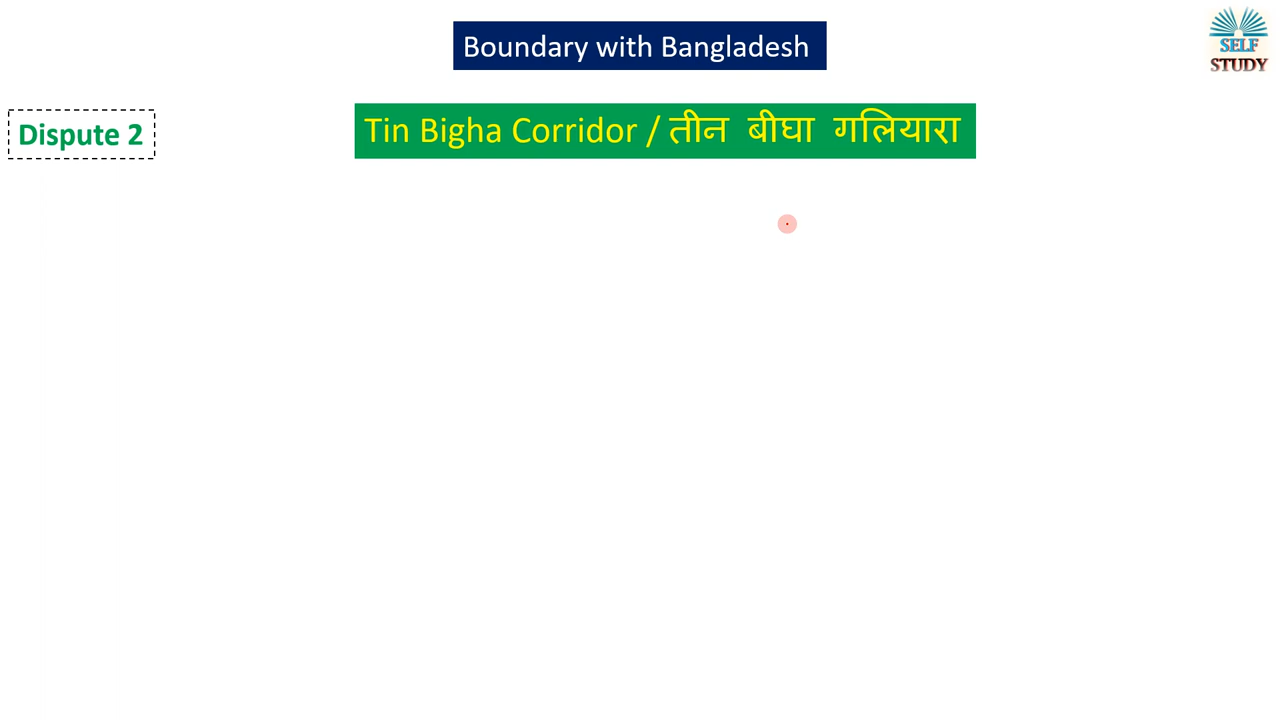 Boundary with Bangladesh
SELF
STUDY
Dispute 2
Tin Bigha Corridor / तीन बीघा गलियारा